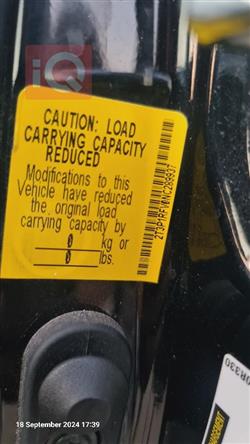 iQ
CAUTION: LOAD
CARRYING CAPACITY
REDUCED
Modifications to this
Vehicle have reduced
the original load
carrying capacity by
0 kg or
0 lbs.
18 September 2024 17:39